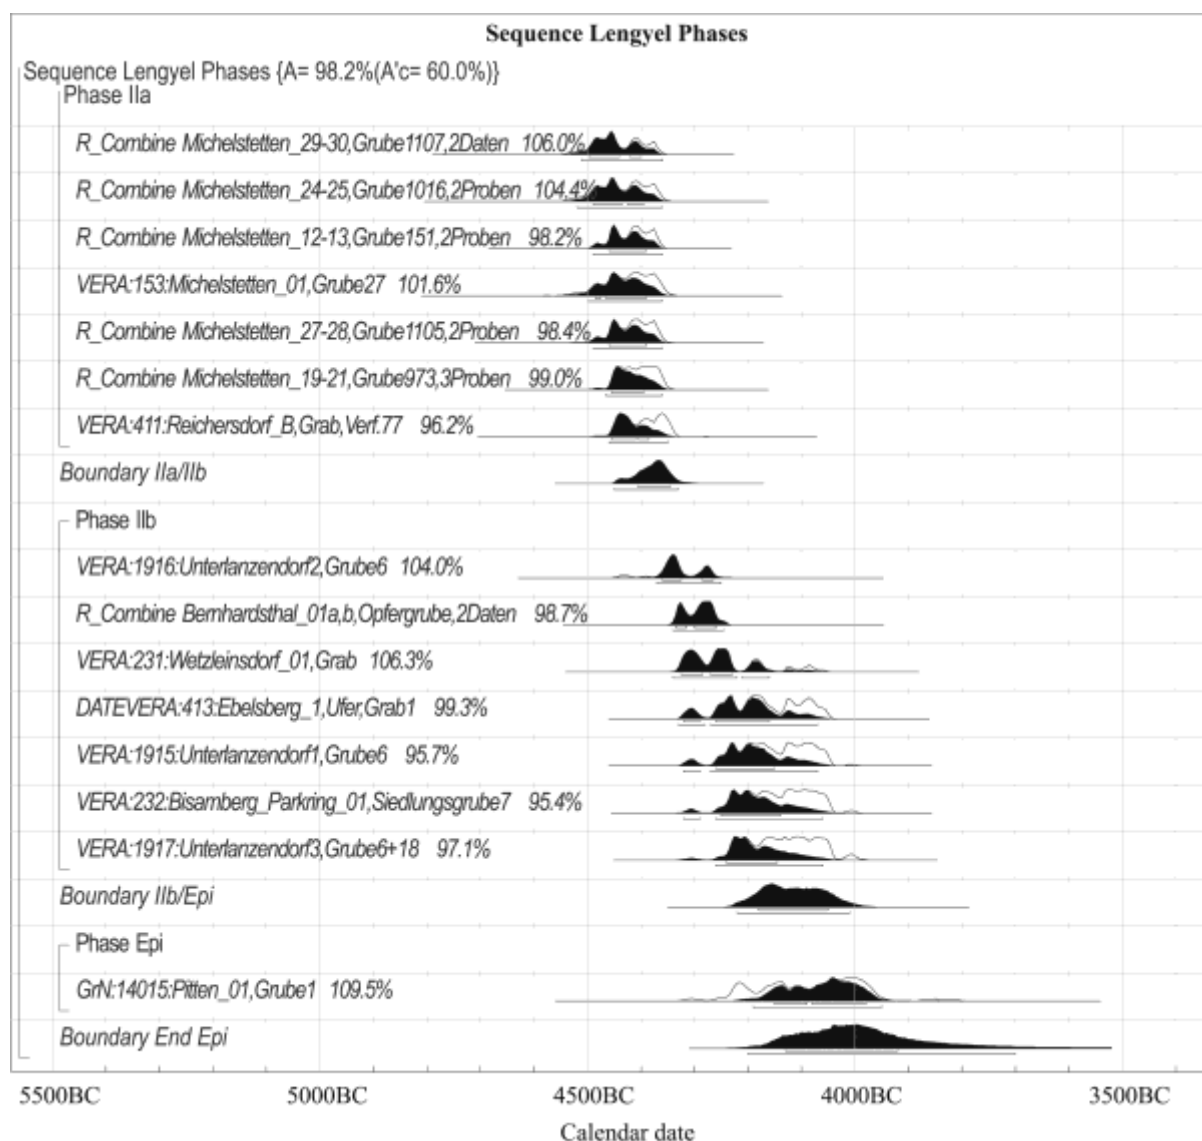 Sequence Lengyel Phases
Sequence Lengyel Phases {A= 98.2%(A'c= 60.0%)}
Phase IIa
R_Combine Michelstetten_29-30,Grube1107,2Daten 106.0%
R_Combine Michelstetten_24-25,Grube1016,2Proben 104.4%
R_Combine Michelstetten_12-13,Grube151,2Proben 98.2%
VERA:153:Michelstetten_01,Grube27 101.6%
R_Combine Michelstetten_27-28,Grube1105,2Proben 98.4%
R_Combine Michelstetten_19-21,Grube973,3Proben 99.0%
VERA:411:Reichersdorf_B,Grab,Verf.77 96.2%
Boundary IIa/IIb
Phase IIb
VERA:1916:Unterlanzendorf2,Grube6 104.0%
R_Combine Bernhardsthal_01a,b,Opfergrube,2Daten 98.7%
VERA:231:Wetzleinsdorf_01,Grab 106.3%
DATEVERA:413:Ebelsberg_1,Ufer,Grab1 99.3%
VERA:1915:Unterlanzendorf1,Grube6 95.7%
VERA:232:Bisamberg_Parkring_01,Siedlungsgrube7 95.4%
VERA:1917:Unterlanzendorf3,Grube6+18 97.1%
Boundary IIb/Epi
Phase Epi
GrN:14015:Pitten_01,Grube1 109.5%
Boundary End Epi
5500BC 5000BC 4500BC 4000BC 3500BC
Calendar date